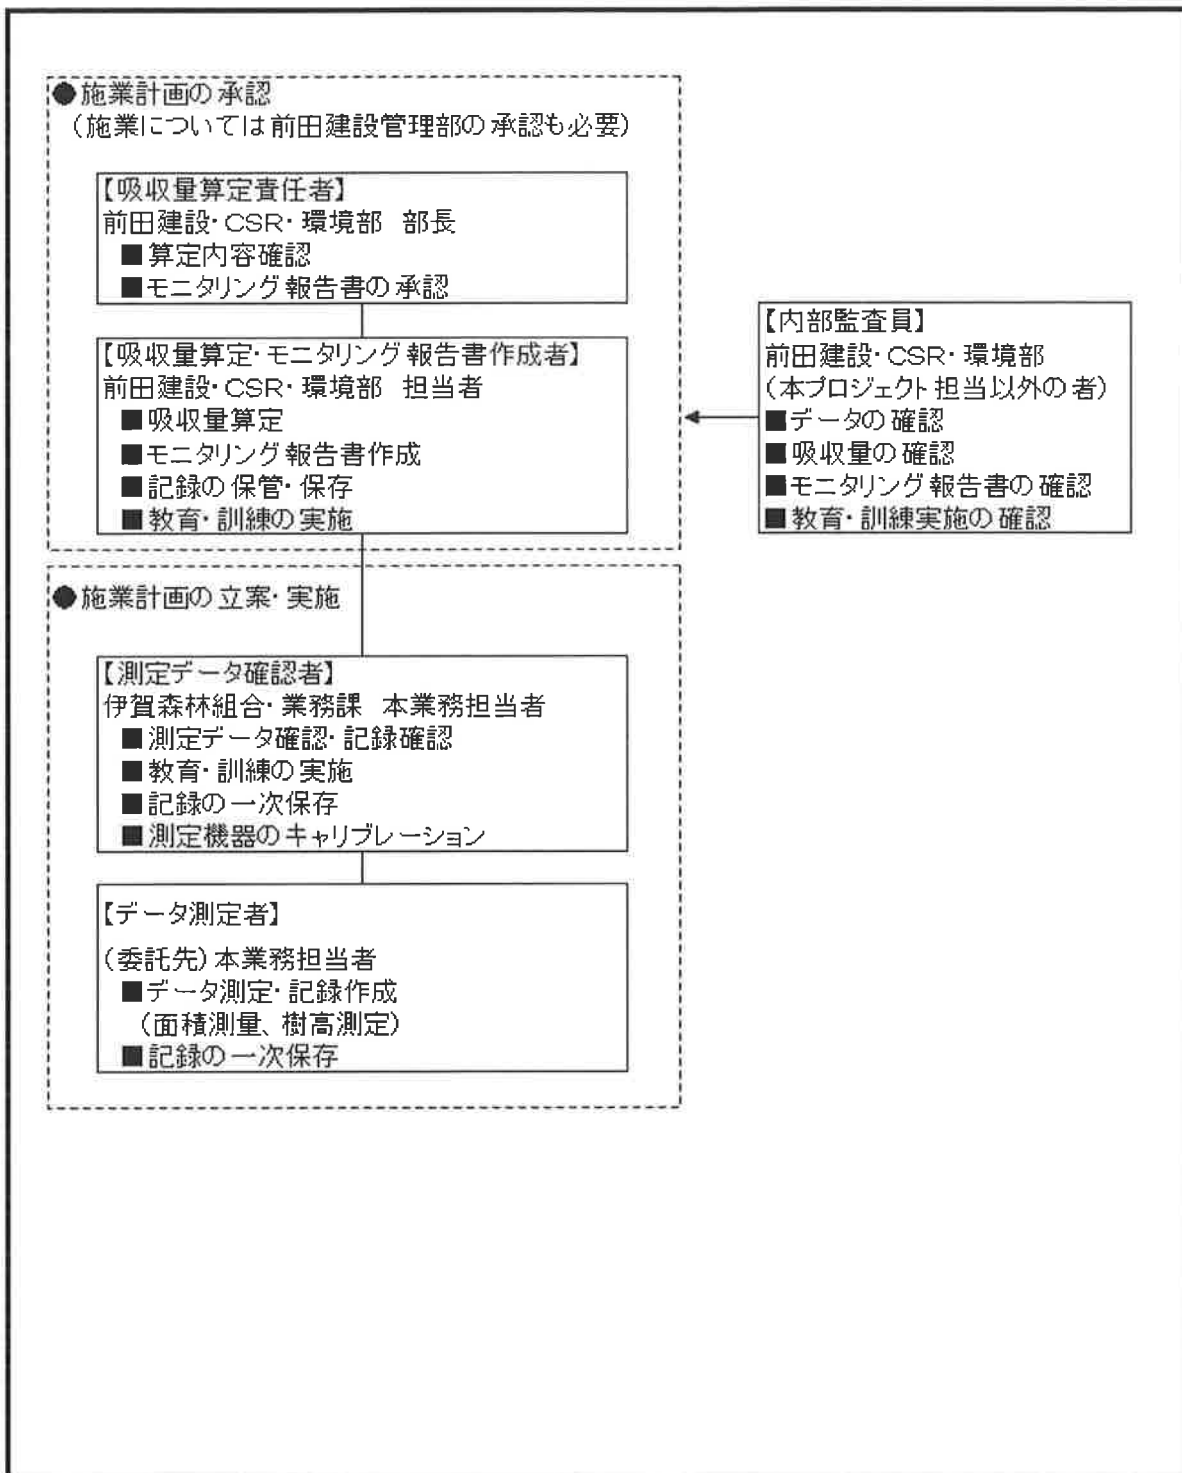 ●施業計画の承認
（施業については前田建設管理部の承認も必要）
【吸収量算定責任者】
前田建設・CSR・環境部　部長
■算定内容確認
■モニタリング報告書の承認
【吸収量算定・モニタリング報告書作成者】
前田建設・CSR・環境部　担当者
■吸収量算定
■モニタリング報告書作成
■記録の保管・保存
■教育・訓練の実施
【内部監査員】
前田建設・CSR・環境部
（本プロジェクト担当以外の者）
■データの確認
■吸収量の確認
■モニタリング報告書の確認
■教育・訓練実施の確認
●施業計画の立案・実施
【測定データ確認者】
伊賀森林組合・業務課　本業務担当者
■測定データ確認・記録確認
■教育・訓練の実施
■記録の一次保存
■測定機器のキャリブレーション
【データ測定者】
（委託先）本業務担当者
■データ測定・記録作成
（面積測量、樹高測定）
■記録の一次保存